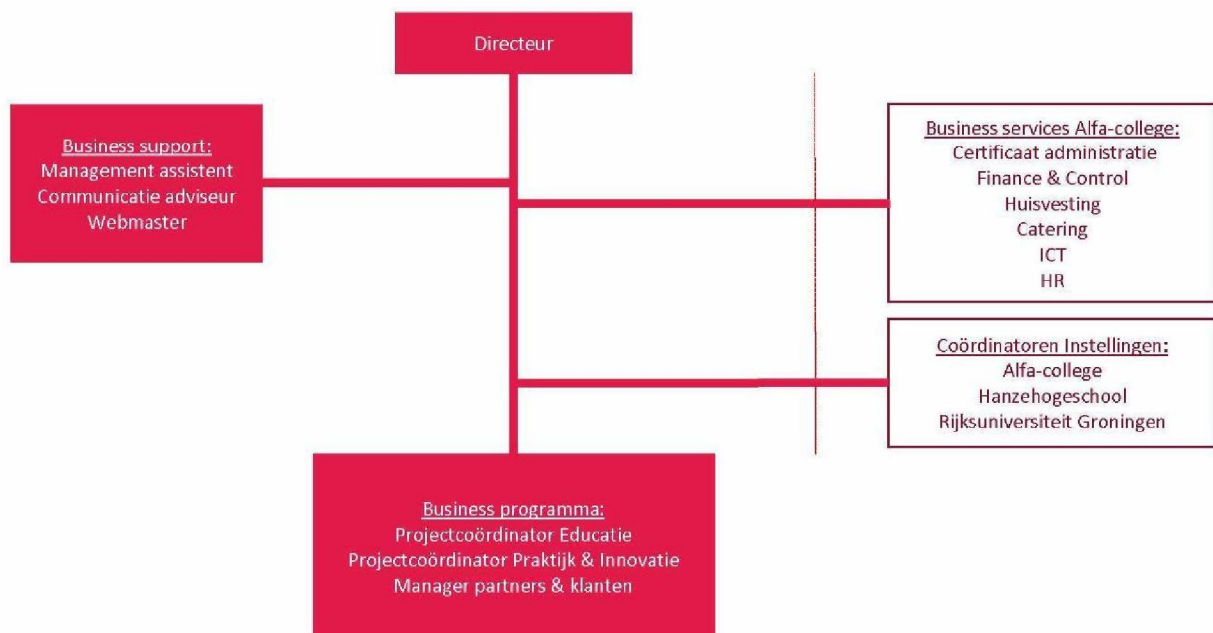 Directeur
Business support:
Management assistent
Communicatie adviseur
Webmaster
Business services Alfa-college:
Certificaat administratie
Finance & Control
Huisvesting
Catering
ICT
HR
Coördinatoren Instellingen:
Alfa-college
Hanzehogeschool
Rijksuniversiteit Groningen
Business programma:
Projectcoördinator Educatie
Projectcoördinator Praktijk & Innovatie
Manager partners & klanten